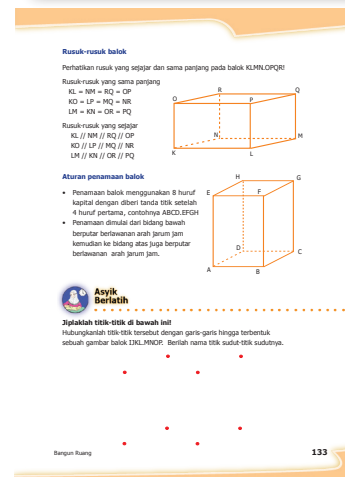 Rusuk-rusuk balok
Perhatikan rusuk yang sejajar dan sama panjang pada balok KLMN.OPQR!
Rusuk-rusuk yang sama panjang
KL = NM = RQ = OP
KO = LP = MQ = NR
LM = KN = OR = PQ
Rusuk-rusuk yang sejajar
KL // NM // RQ // OP
KO // LP // MQ // NR
LM // KN // OR // PQ
R
Q
O
P
N
M
K
L
Aturan penamaan balok
• Penamaan balok menggunakan 8 huruf
kapital dengan diberi tanda titik setelah
4 huruf pertama, contohnya ABCD.EFGH
• Penamaan dimulai dari bidang bawah
berputar berlawanan arah jarum jam
kemudian ke bidang atas juga berputar
berlawanan arah jarum jam.
H
G
E
F
D
C
A
B
Asyik
Berlatih
Jiplaklah titik-titik di bawah ini!
Hubungkanlah titik-titik tersebut dengan garis-garis hingga terbentuk
sebuah gambar balok IJKL.MNOP. Berilah nama titik sudut-titik sudutnya.
Bangun Ruang
133